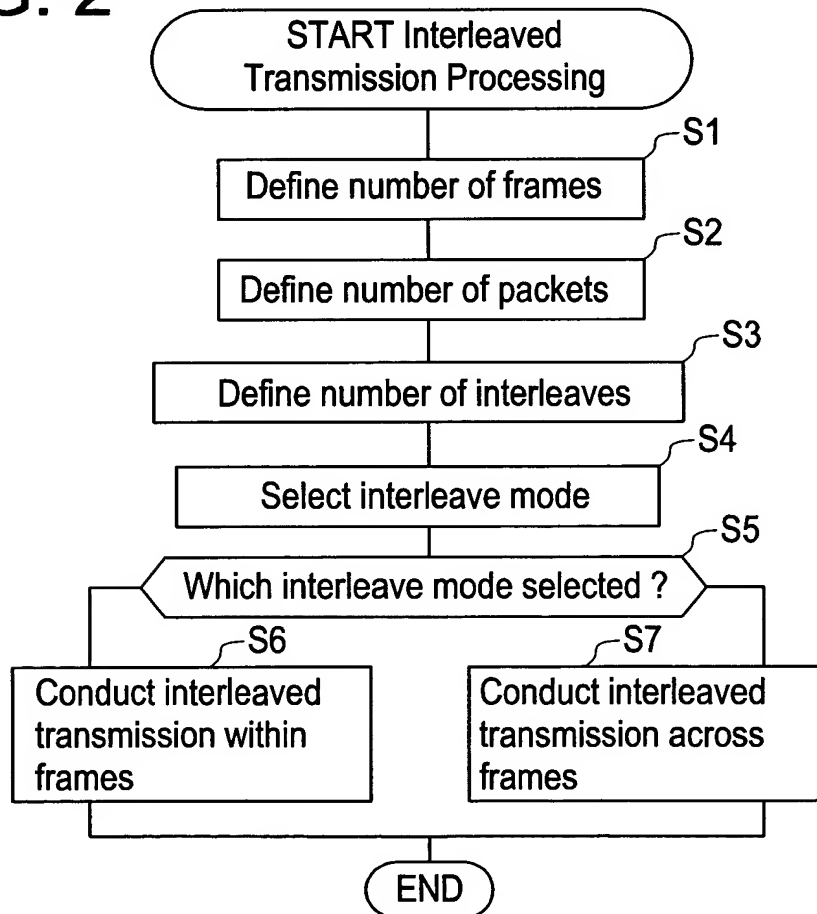 G. 2
START Interleaved
Transmission Processing
S1
Define number of frames
S2
Define number of packets
S3
Define number of interleaves
S4
Select interleave mode
S5
Which interleave mode selected ?
S6
Conduct interleaved
transmission within
frames
S7
Conduct interleaved
transmission across
frames
END